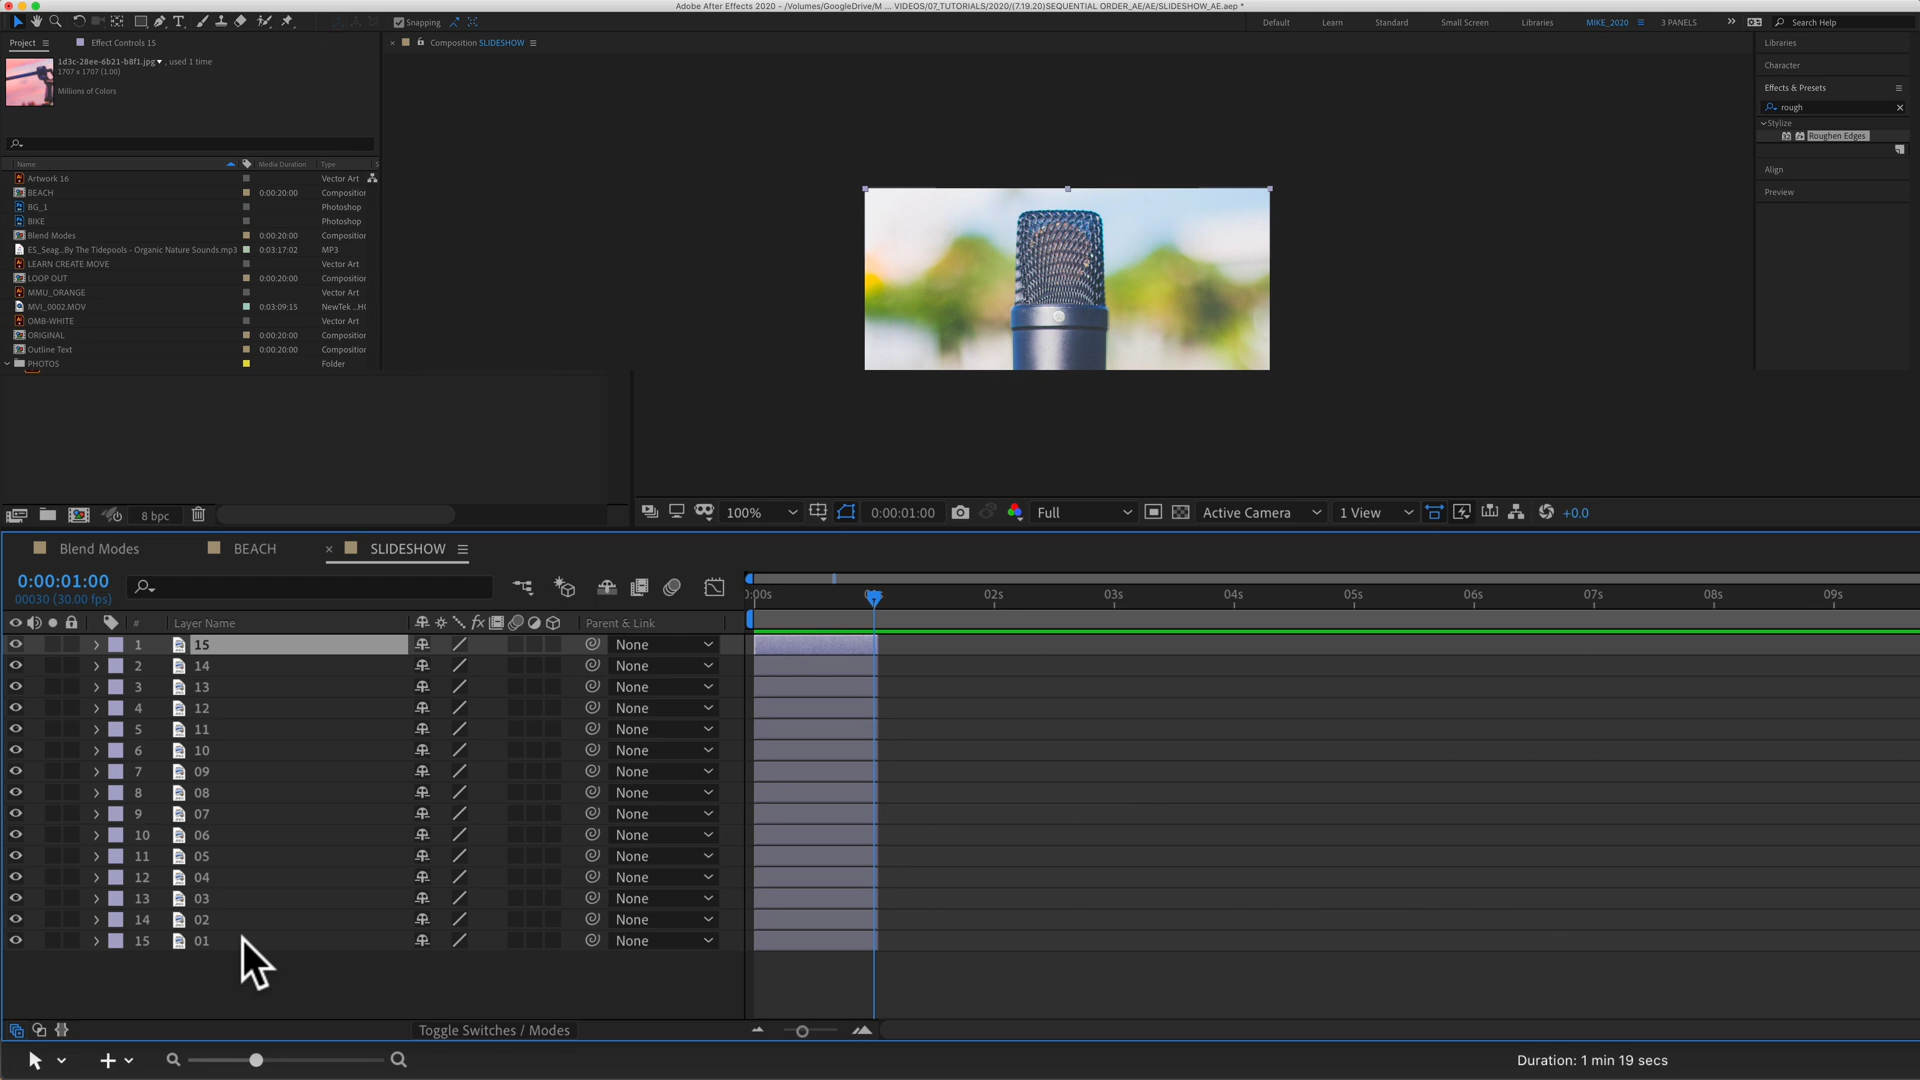 Adobe After Effects 2020 - /Volumes/GoogleDrive/M ... VIDEOS/07_TUTORIALS/2020/(7.19.20)SEQUENTIAL ORDER_AE/AE/SLIDESHOW_AE.aep *
Snapping
Default Learn Standard Small Screen Libraries MIKE_2020 3 PANELS Search Help
Project Effect Controls 15 Composition SLIDESHOW Libraries
1d3c-28ee-6b21-b8f1.jpg , used 1 time
1707 x 1707 (1.00)
Millions of Colors
Character
Effects & Presets
rough
Stylize
32 Roughen Edges
Align
Preview
Name Media Duration Type S
Artwork 16 Vector Art
BEACH 0:00:20:00 Composition
BG_1 Photoshop
BIKE Photoshop
Blend Modes 0:00:20:00 Composition
ES_Seag...By The Tidepools - Organic Nature Sounds.mp3 0:03:17:02 MP3
LEARN CREATE MOVE Vector Art
LOOP OUT 0:00:20:00 Composition
MMU_ORANGE Vector Art
MVI_0002.MOV 0:03:09:15 NewTek ..HC
OMB-WHITE Vector Art
ORIGINAL 0:00:20:00 Composition
Outline Text 0:00:20:00 Composition
PHOTOS Folder
8 bpc 100% 0:00:01:00 Full Active Camera 1 View +0.0
Blend Modes BEACH × SLIDESHOW
0:00:01:00
00030 (30.00 fps)
:00s 02s 03s 04s 05s 06s 07s 08s 09s
# Layer Name fx Parent & Link
1 15 None
2 14 None
3 13 None
4 12 None
5 11 None
6 10 None
7 09 None
8 08 None
9 07 None
10 06 None
11 05 None
12 04 None
13 03 None
14 02 None
15 01 None
Toggle Switches / Modes
Duration: 1 min 19 secs